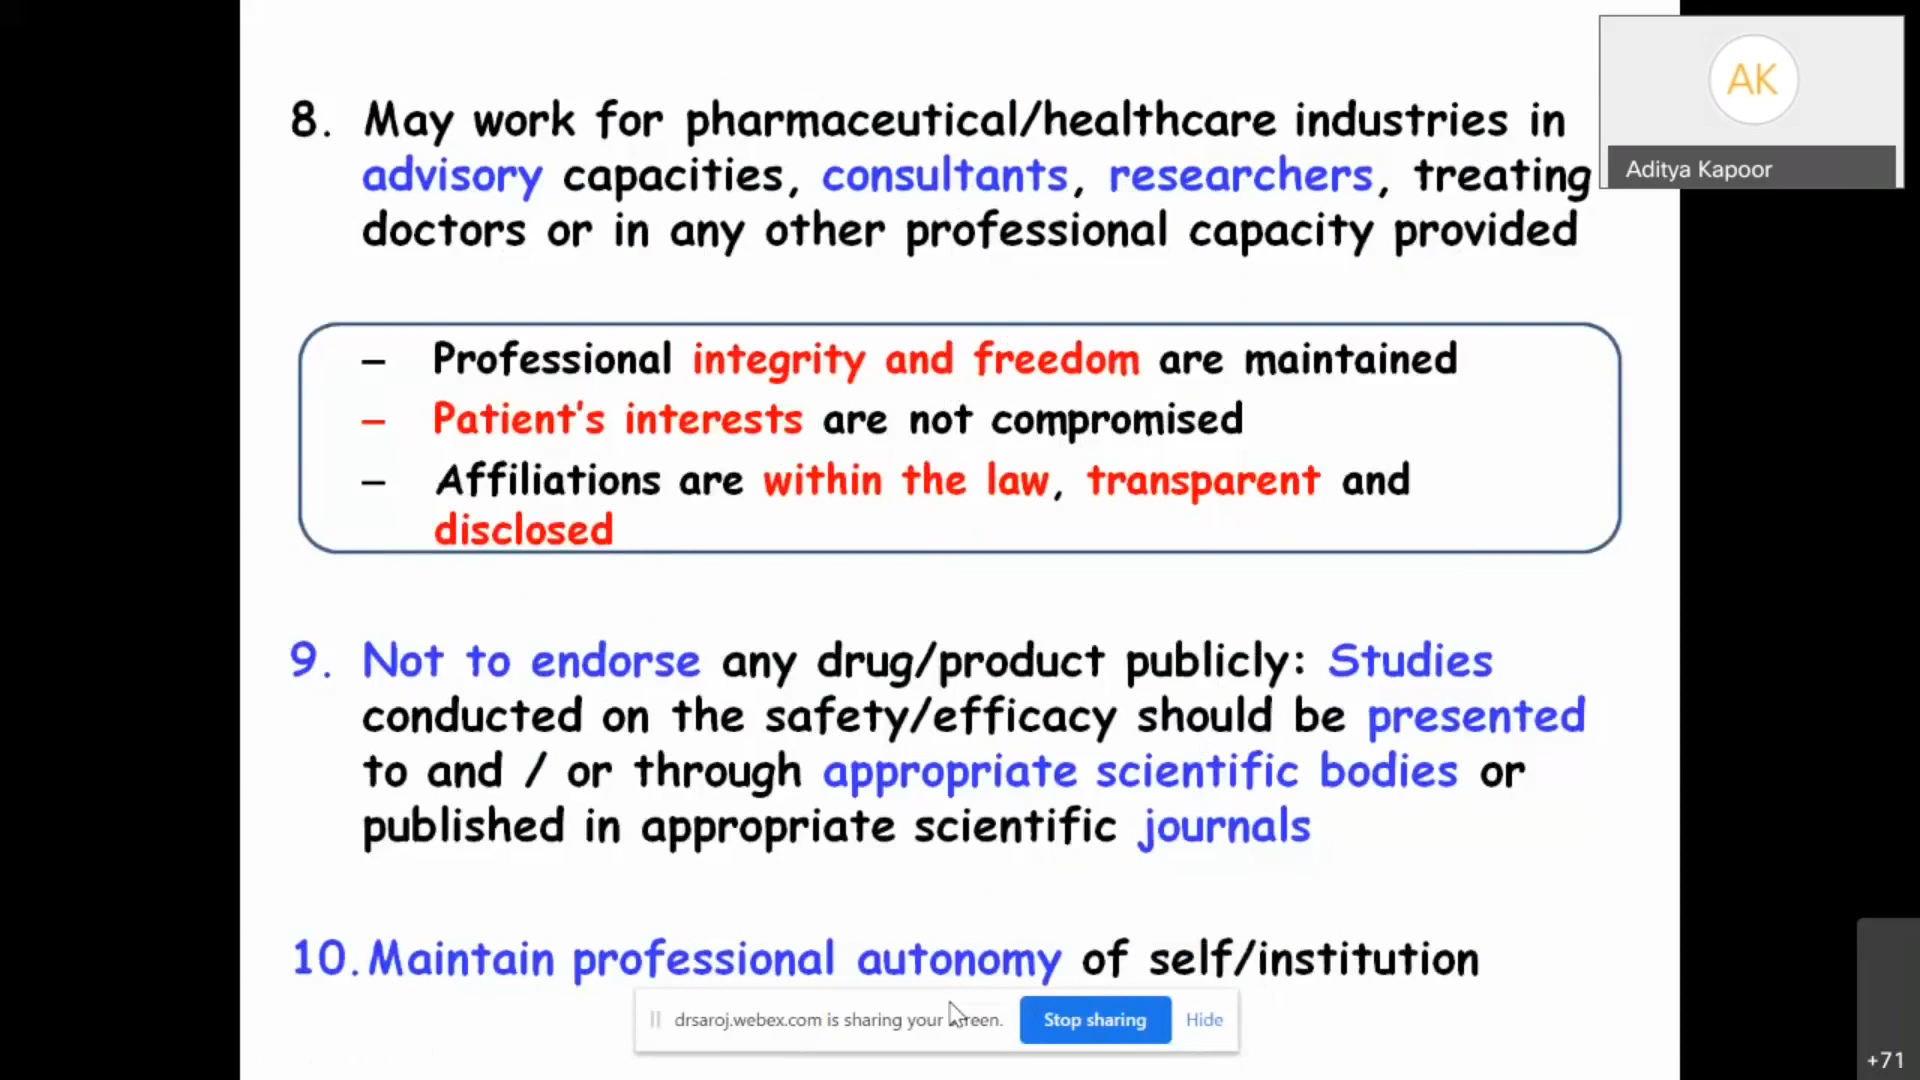 8. May work for pharmaceutical/healthcare industries in
advisory capacities, consultants, researchers, treating
doctors or in any other professional capacity provided
– Professional integrity and freedom are maintained
– Patient's interests are not compromised
– Affiliations are within the law, transparent and
disclosed
9. Not to endorse any drug/product publicly: Studies
conducted on the safety/efficacy should be presented
to and / or through appropriate scientific bodies or
published in appropriate scientific journals
10. Maintain professional autonomy of self/institution
drsaroj.webex.com is sharing your screen. Stop sharing Hide
AK
Aditya Kapoor
+71